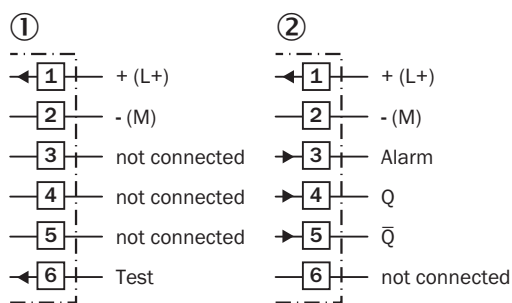 ①
1 + (L+)
2 - (M)
3 not connected
4 not connected
5 not connected
6 Test
②
1 + (L+)
2 - (M)
3 Alarm
4 Q
5 Q̅
6 not connected